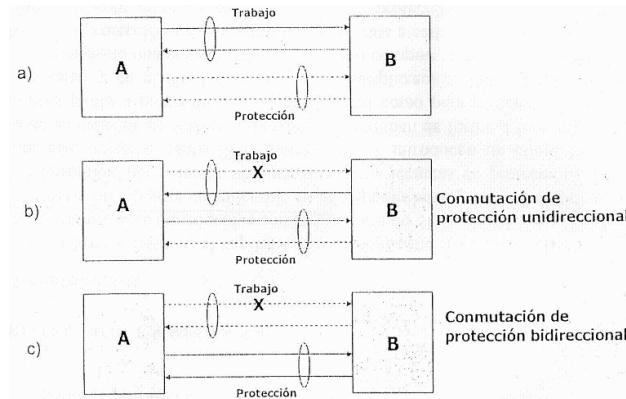 Trabajo
A
B
a)
Protección
Trabajo
X
A
B
b)
Conmutación de
protección unidireccional
Protección
Trabajo
X
A
B
c)
Conmutación de
protección bidireccional
Protección